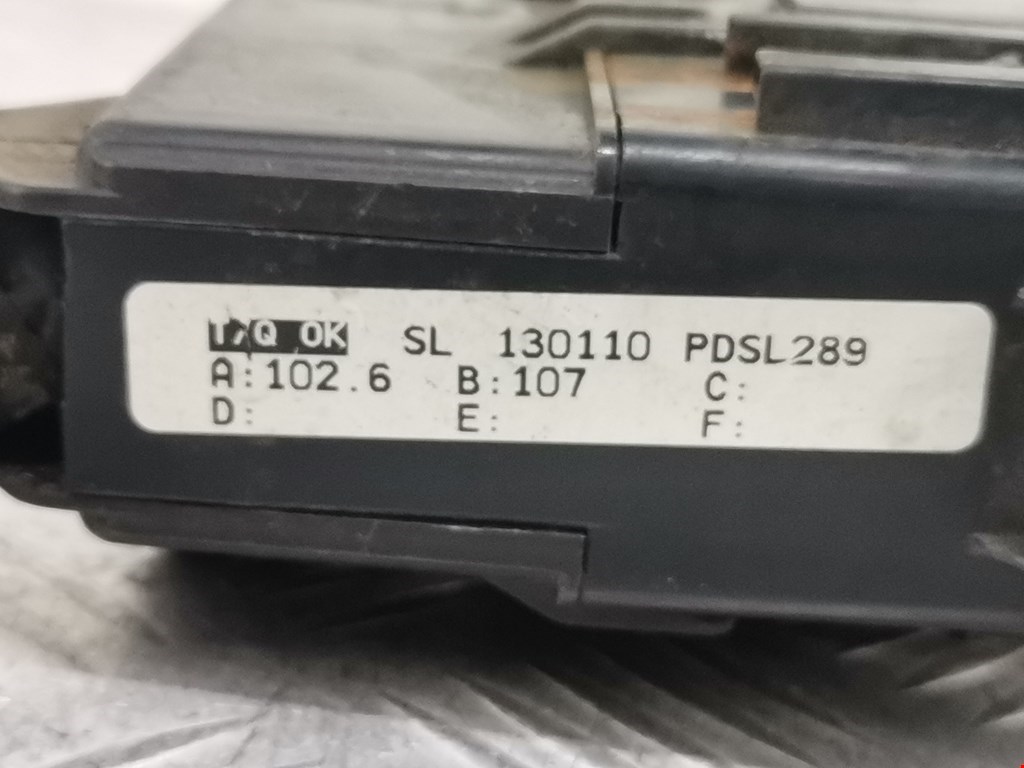 T/Q OK SL 130110 PDSL289
A:102.6 B:107 C:
D: E: F: